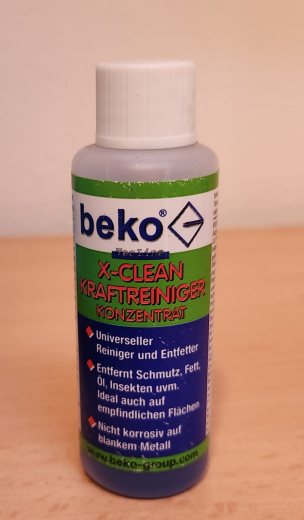 beko®
TecLine
X-CLEAN
KRAFTREINIGER
KONZENTRAT
Universeller
Reiniger und Entfetter
Entfernt Schmutz, Fett,
Öl, Insekten uvm.
Ideal auch auf
empfindlichen Flächen
Nicht korrosiv auf
blankem Metall
www.beko-group.com